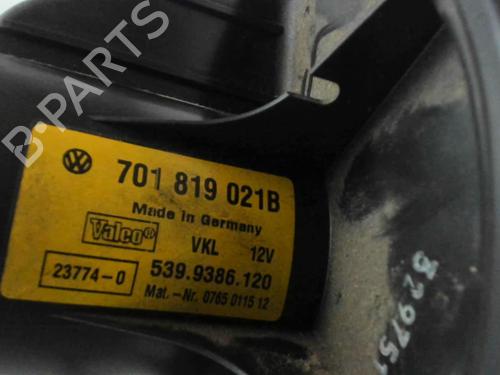 701 819 021B
Made in Germany
Valeo® VKL 12V
23774-0 539.9386.120
Mat.-Nr. 0765 0115 12
B-PARTS